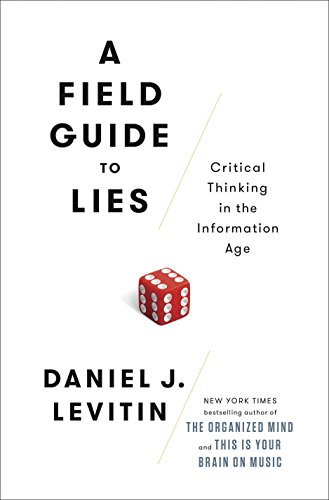 A
FIELD
GUIDE
TO
LIES
Critical
Thinking
in the
Information
Age
DANIEL J.
LEVITIN
NEW YORK TIMES
bestselling author of
THE ORGANIZED MIND
and THIS IS YOUR
BRAIN ON MUSIC